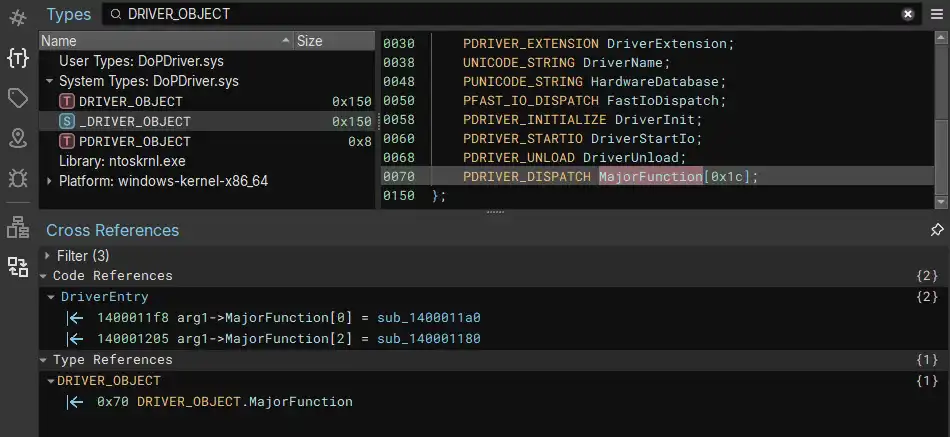 Types
DRIVER_OBJECT
Name Size
User Types: DoPDriver.sys
System Types: DoPDriver.sys
T DRIVER_OBJECT 0x150
S _DRIVER_OBJECT 0x150
T PDRIVER_OBJECT 0x8
Library: ntoskrnl.exe
Platform: windows-kernel-x86_64
0030 PDRIVER_EXTENSION DriverExtension;
0038 UNICODE_STRING DriverName;
0048 PUNICODE_STRING HardwareDatabase;
0050 PFAST_IO_DISPATCH FastIoDispatch;
0058 PDRIVER_INITIALIZE DriverInit;
0060 PDRIVER_STARTIO DriverStartIo;
0068 PDRIVER_UNLOAD DriverUnload;
0070 PDRIVER_DISPATCH MajorFunction[0x1c];
0150 };
Cross References
Filter (3)
Code References {2}
DriverEntry {2}
1400011f8 arg1->MajorFunction[0] = sub_1400011a0
140001205 arg1->MajorFunction[2] = sub_140001180
Type References {1}
DRIVER_OBJECT {1}
0x70 DRIVER_OBJECT.MajorFunction